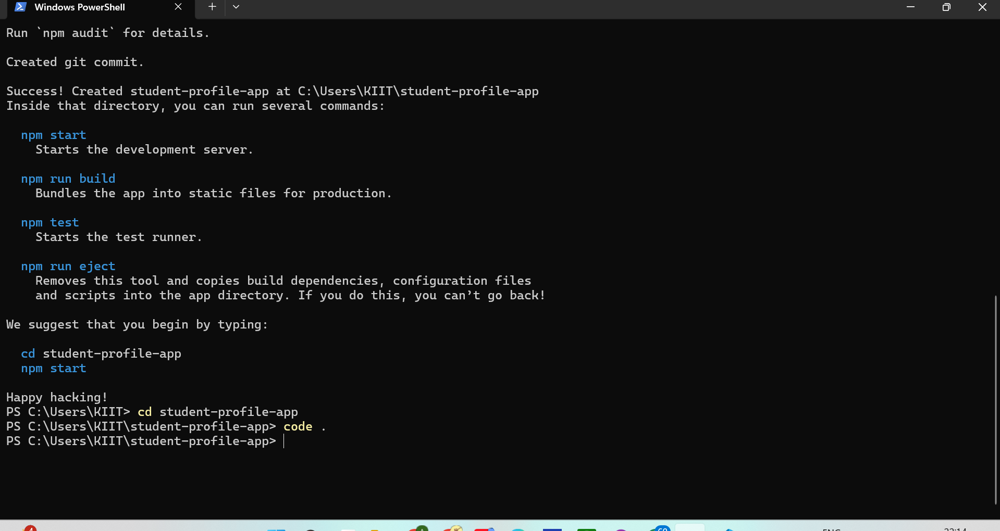 Windows PowerShell
Run `npm audit` for details.
Created git commit.
Success! Created student-profile-app at C:\Users\KIIT\student-profile-app
Inside that directory, you can run several commands:
npm start
Starts the development server.
npm run build
Bundles the app into static files for production.
npm test
Starts the test runner.
npm run eject
Removes this tool and copies build dependencies, configuration files
and scripts into the app directory. If you do this, you can’t go back!
We suggest that you begin by typing:
cd student-profile-app
npm start
Happy hacking!
PS C:\Users\KIIT> cd student-profile-app
PS C:\Users\KIIT\student-profile-app> code .
PS C:\Users\KIIT\student-profile-app>